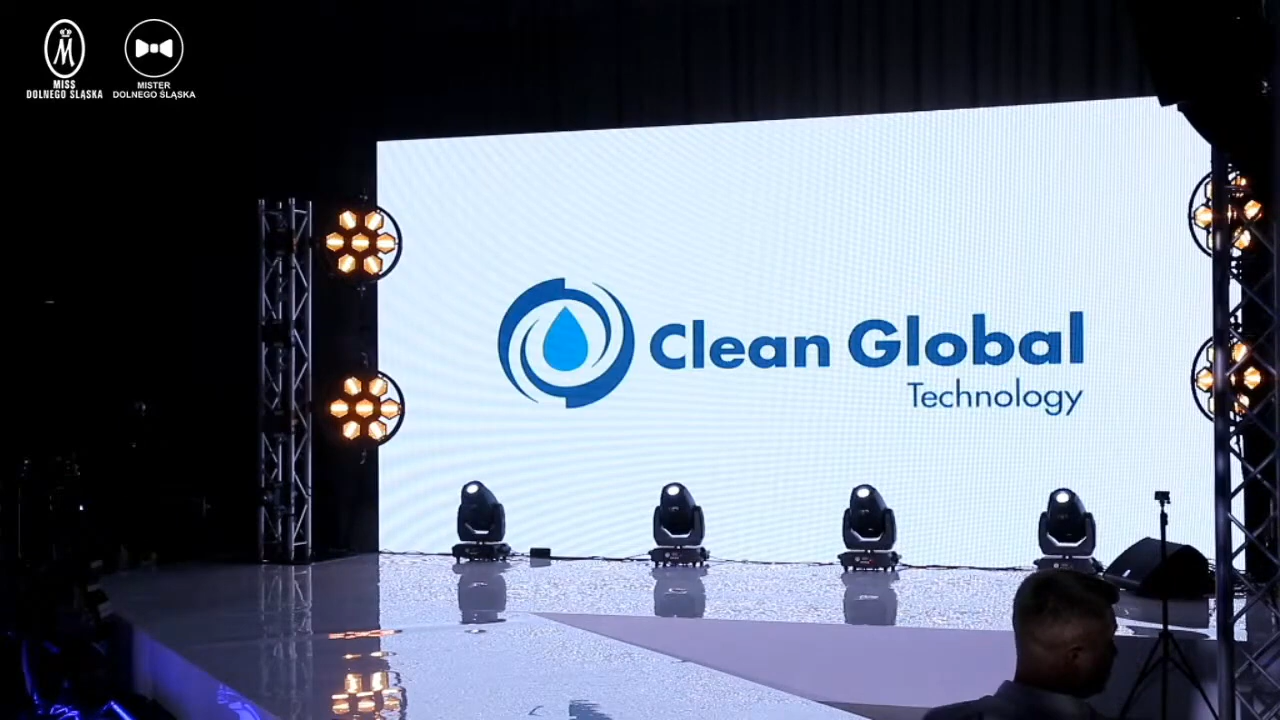 MISS
DOLNEGO ŚLĄSKA
MISTER
DOLNEGO ŚLĄSKA
Clean Global
Technology